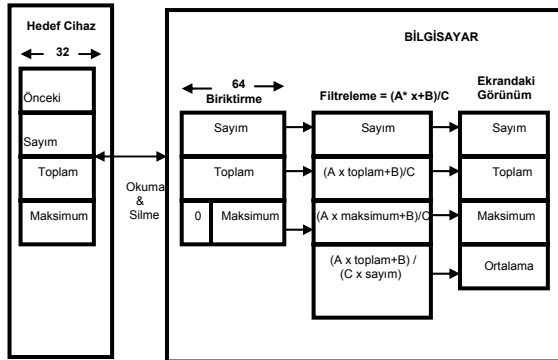 Hedef Cihaz
32
Önceki
Sayım
Toplam
Maksimum
Okuma
&
Silme
BİLGİSAYAR
64
Biriktirme
Sayım
Toplam
0 Maksimum
Filtreleme = (A* x+B)/C
Sayım
(A x toplam+B)/C
(A x maksimum+B)/C
(A x toplam+B) /
(C x sayım)
Ekrandaki
Görünüm
Sayım
Toplam
Maksimum
Ortalama